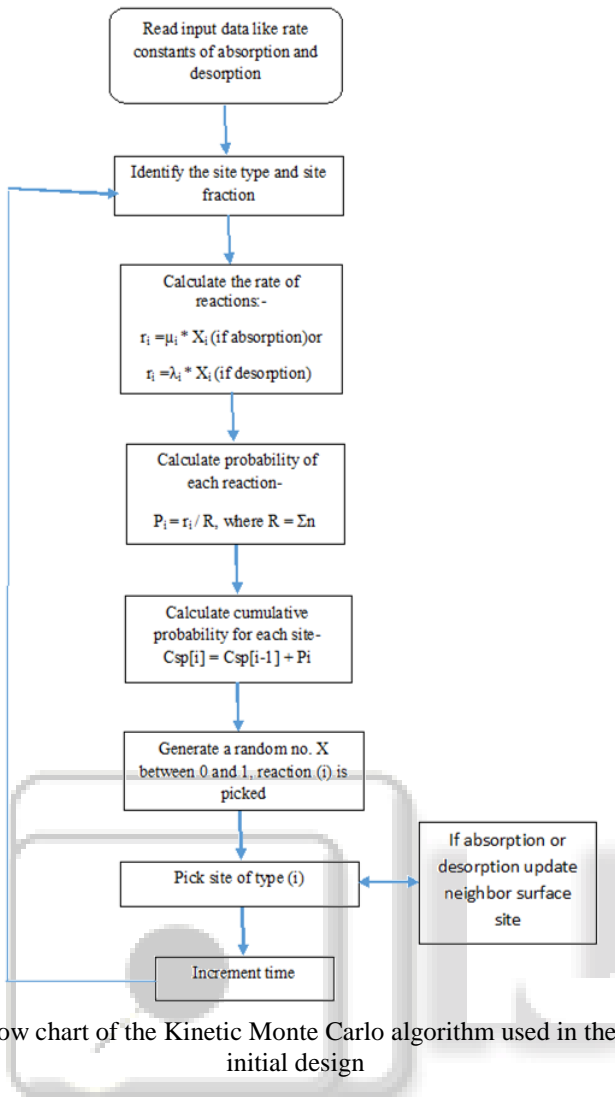 Read input data like rate
constants of absorption and
desorption
Identify the site type and site
fraction
Calculate the rate of
reactions:-
rᵢ =μᵢ * Xᵢ (if absorption)or
rᵢ =λᵢ * Xᵢ (if desorption)
Calculate probability of
each reaction-
Pᵢ = rᵢ / R, where R = Σn
Calculate cumulative
probability for each site-
Csp[i] = Csp[i-1] + Pi
Generate a random no. X
between 0 and 1, reaction (i) is
picked
Pick site of type (i)
If absorption or
desorption update
neighbor surface
site
Increment time
ow chart of the Kinetic Monte Carlo algorithm used in the
initial design